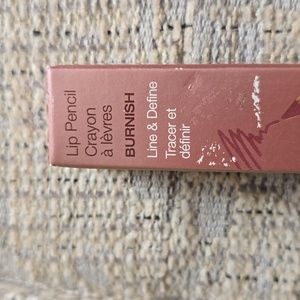 Lip Pencil
Crayon
à lèvres
BURNISH
Line & Define
Tracer et
définir